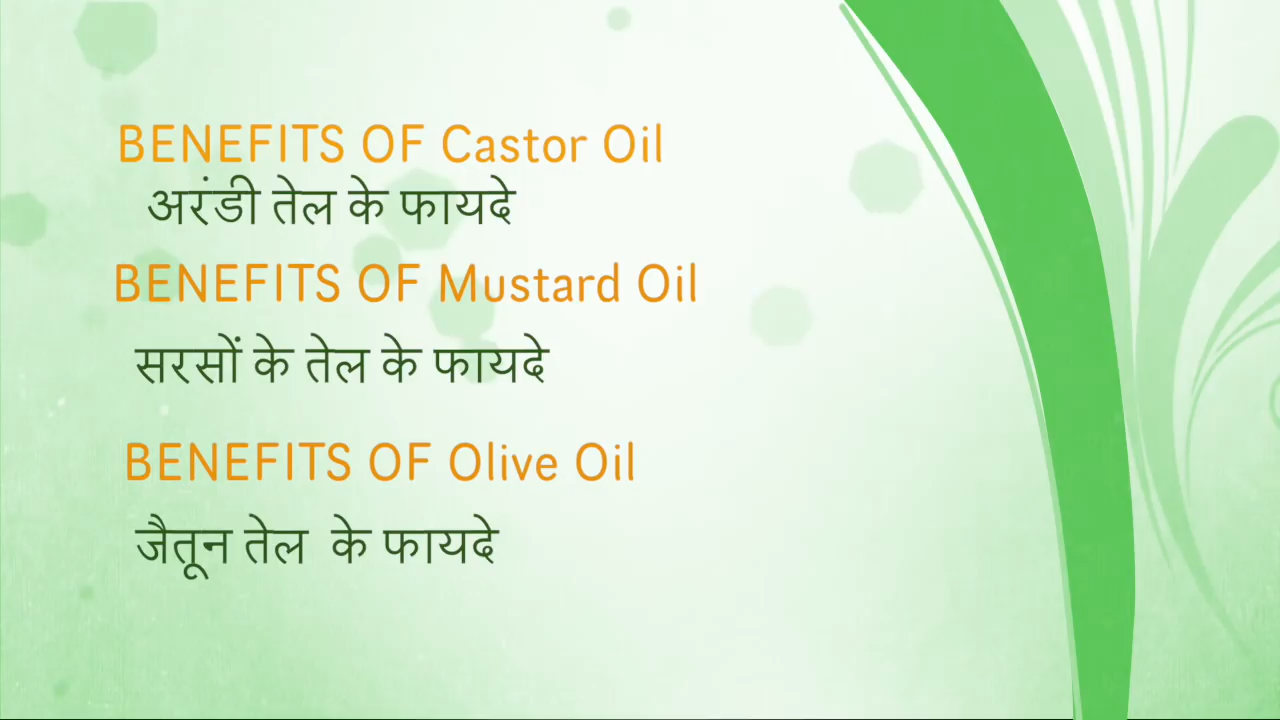 BENEFITS OF Castor Oil
अरंडी तेल के फायदे
BENEFITS OF Mustard Oil
सरसों के तेल के फायदे
BENEFITS OF Olive Oil
जैतून तेल के फायदे